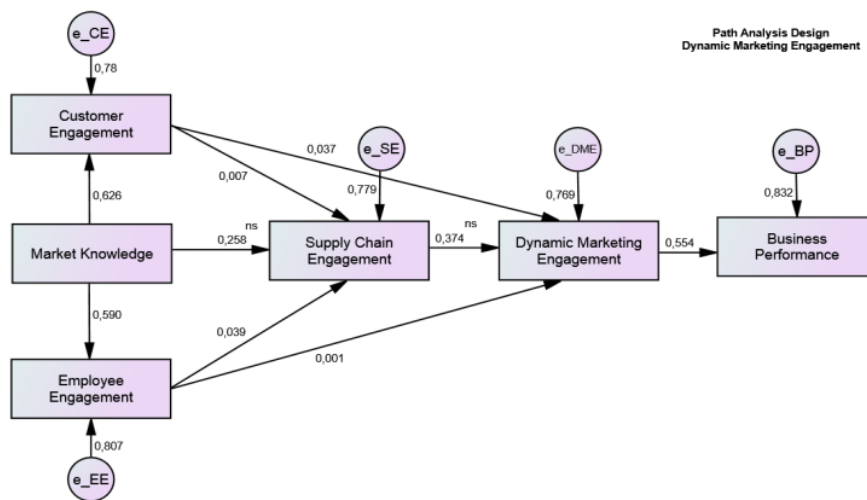 Path Analysis Design
Dynamic Marketing Engagement
e_CE
0,78
Customer
Engagement
e_SE
e_DME
e_BP
0,037
0,007
0,779
0,769
0,832
0,626
ns
ns
Market Knowledge
0,258
Supply Chain
Engagement
0,374
Dynamic Marketing
Engagement
0,554
Business
Performance
0,590
0,039
0,001
Employee
Engagement
0,807
e_EE